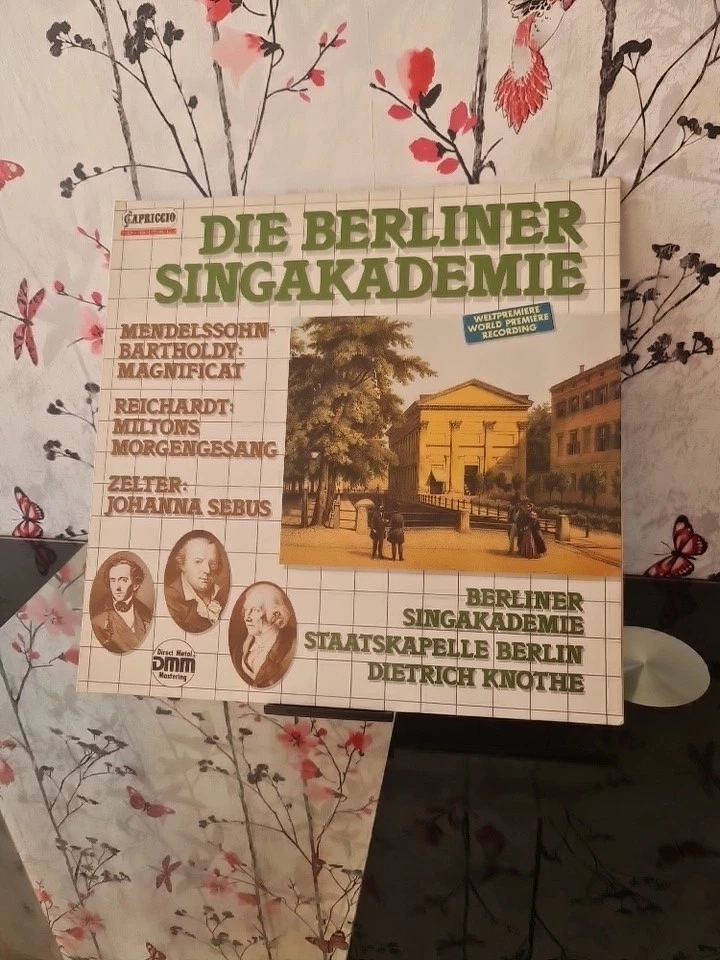 CAPRICCIO
DIE BERLINER
SINGAKADEMIE
WELTPREMIERE
WORLD PREMIÈRE
RECORDING
MENDELSSOHN-
BARTHOLDY:
MAGNIFICAT
REICHARDT:
MILTONS
MORGENGESANG
ZELTER:
JOHANNA SEBUS
Direct Metal
DMM
Mastering
BERLINER
SINGAKADEMIE
STAATSKAPELLE BERLIN
DIETRICH KNOTHE